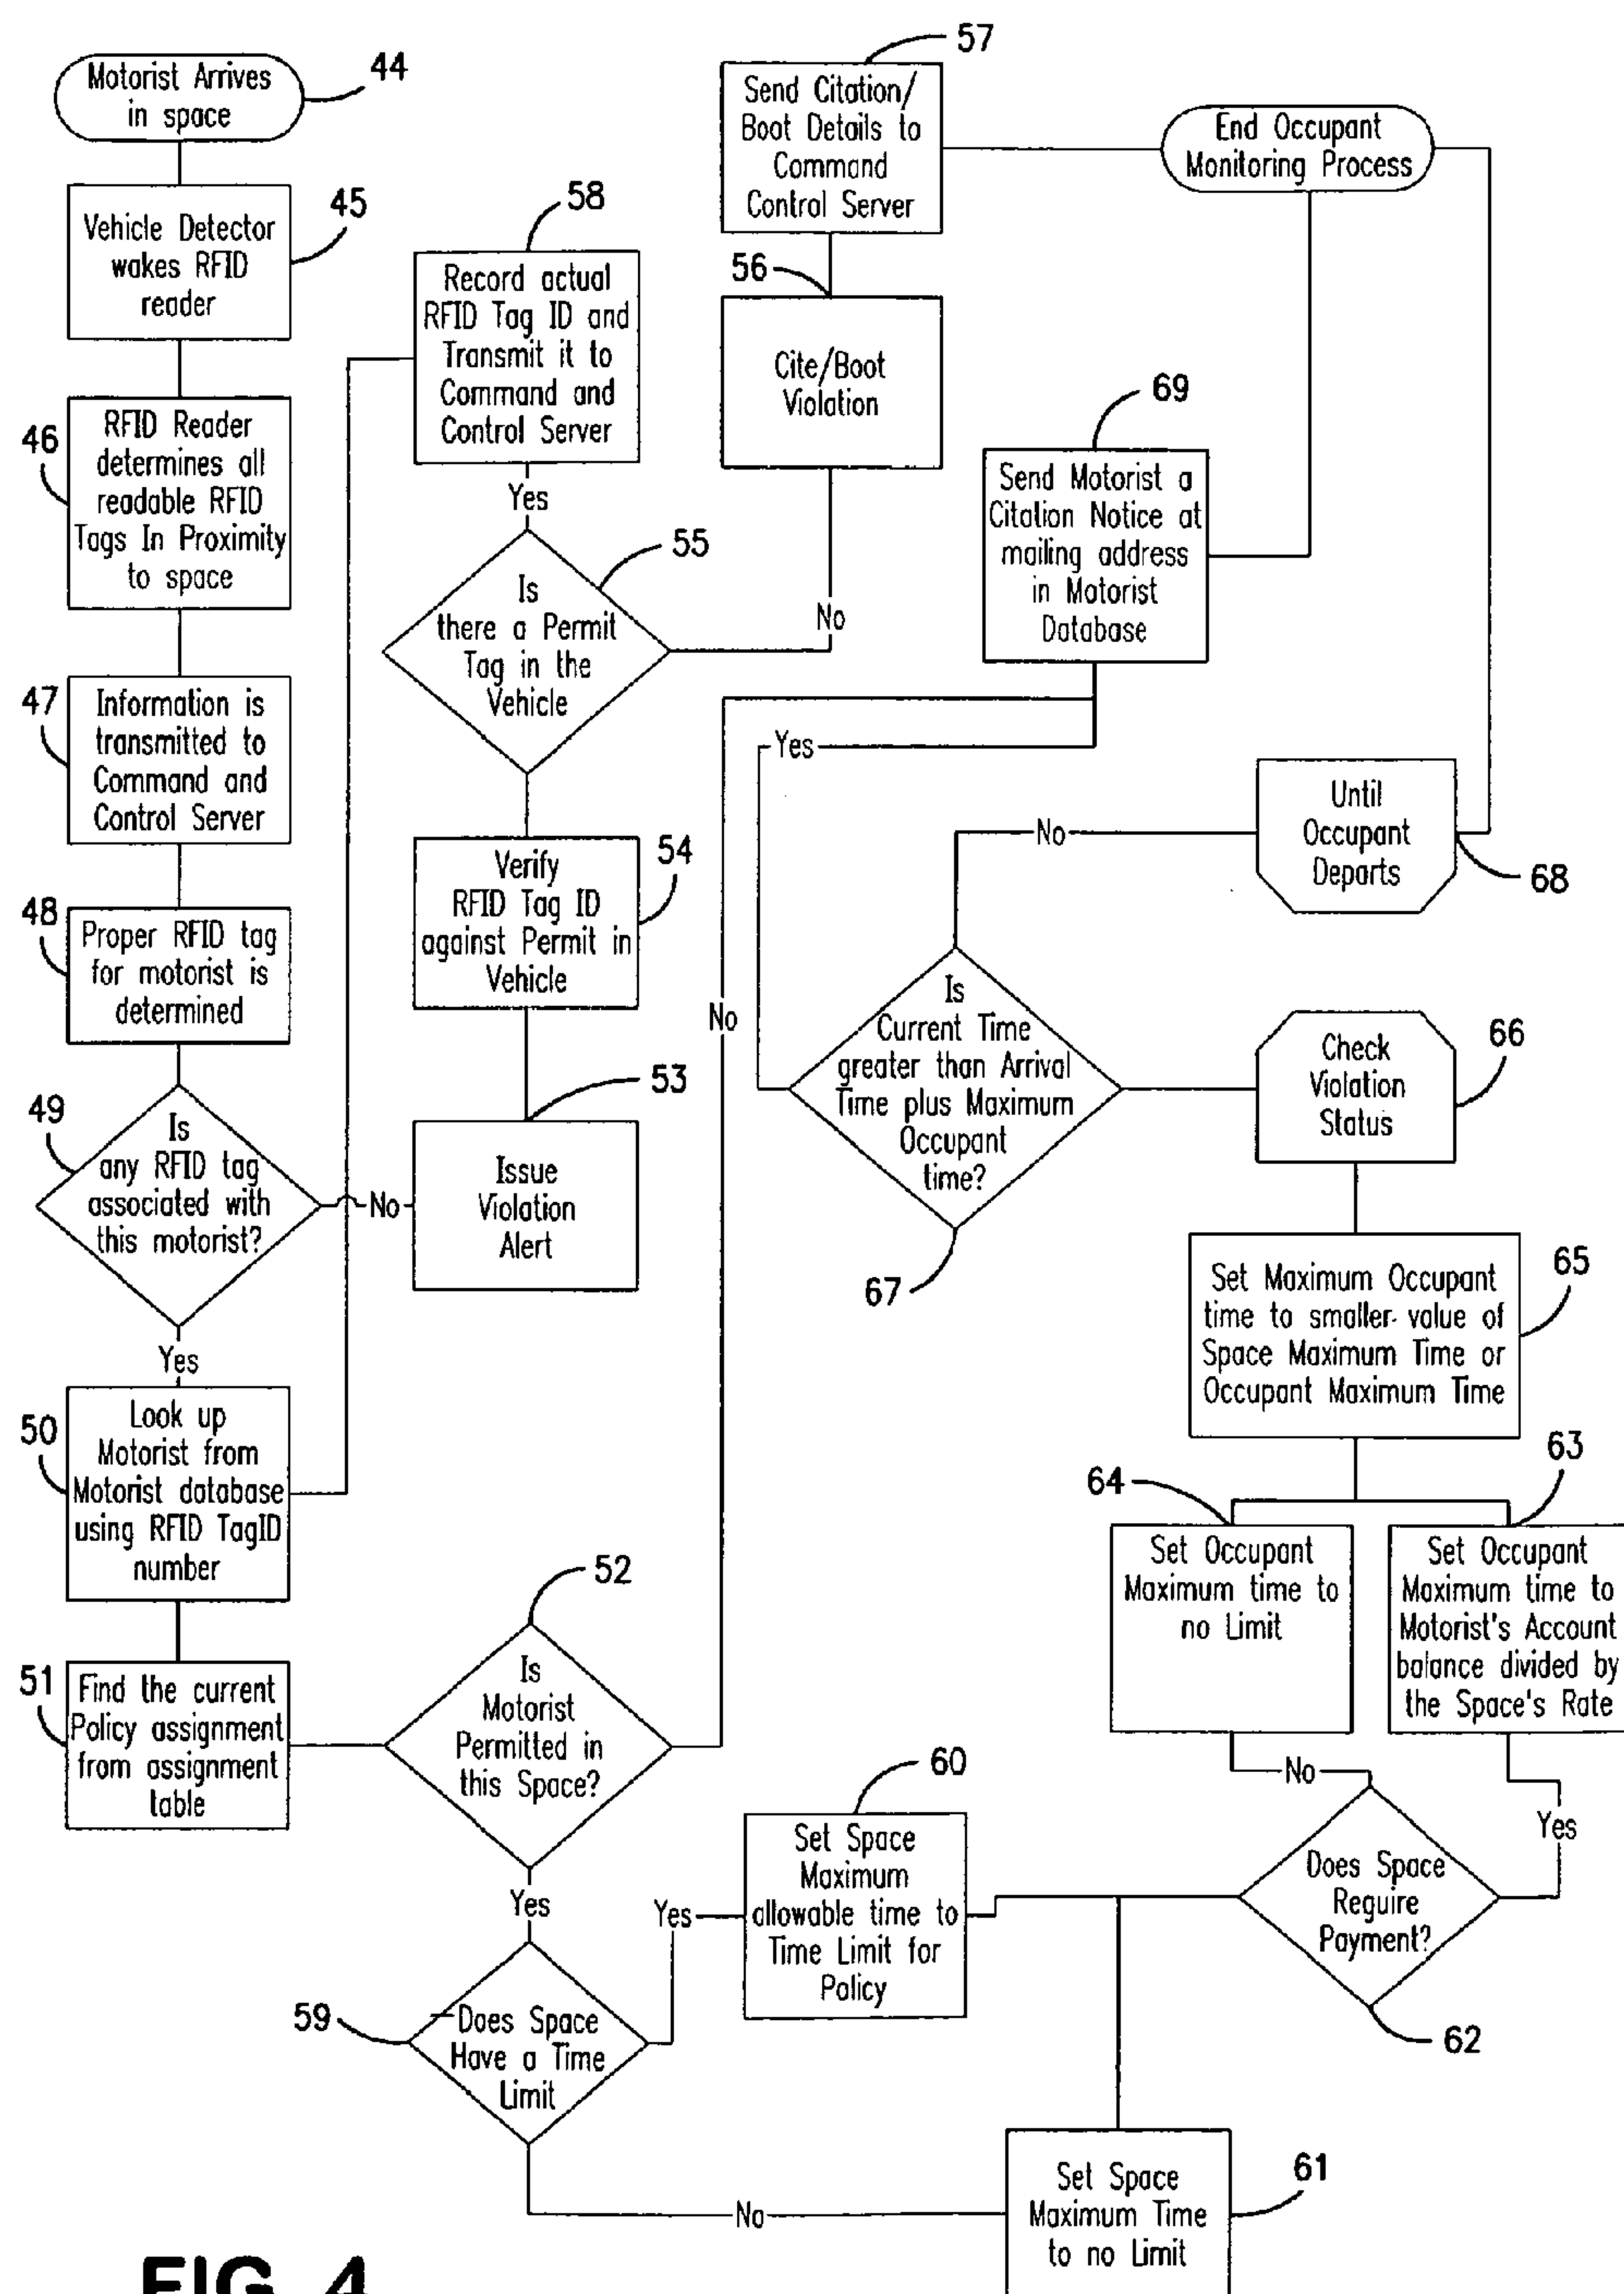 Motorist Arrives
in space
44
Vehicle Detector
wakes RFID
reader
45
RFID Reader
determines all
readable RFID
Tags In Proximity
to space
46
Information is
transmitted to
Command and
Control Server
47
Proper RFID tag
for motorist is
determined
48
Is
any RFID tag
associated with
this motorist?
49
No
Yes
Look up
Motorist from
Motorist database
using RFID TagID
number
50
Find the current
Policy assignment
from assignment
table
51
Is
Motorist
Permitted in
this Space?
52
No
Yes
Issue
Violation
Alert
53
Verify
RFID Tag ID
against Permit in
Vehicle
54
Is
there a Permit
Tag in the
Vehicle
55
Yes
No
Cite/Boot
Violation
56
Send Citation/
Boot Details to
Command
Control Server
57
Record actual
RFID Tag ID and
Transmit it to
Command and
Control Server
58
End Occupant
Monitoring Process
Does Space
Have a Time
Limit
59
Yes
No
Set Space
Maximum
allowable time to
Time Limit for
Policy
60
Set Space
Maximum Time
to no Limit
61
Does Space
Require
Payment?
62
No
Yes
Set Occupant
Maximum time to
Motorist's Account
balance divided by
the Space's Rate
63
Set Occupant
Maximum time to
no Limit
64
Set Maximum Occupant
time to smaller value of
Space Maximum Time or
Occupant Maximum Time
65
Check
Violation
Status
66
Is
Current Time
greater than Arrival
Time plus Maximum
Occupant
time?
67
Yes
No
Until
Occupant
Departs
68
Send Motorist a
Citation Notice at
mailing address
in Motorist
Database
69
FIG. 4